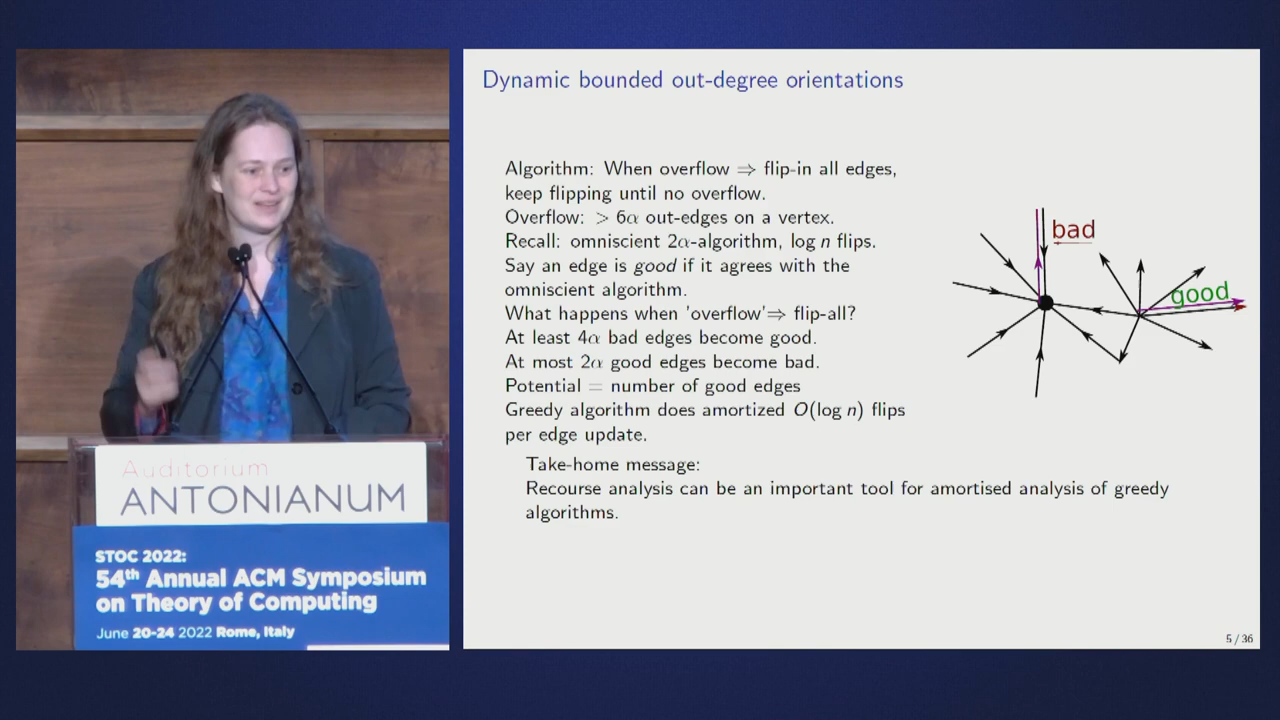 Dynamic bounded out-degree orientations
Algorithm: When overflow ⇒ flip-in all edges,
keep flipping until no overflow.
Overflow: > 6α out-edges on a vertex.
Recall: omniscient 2α-algorithm, log n flips.
Say an edge is good if it agrees with the
omniscient algorithm.
What happens when 'overflow'⇒ flip-all?
At least 4α bad edges become good.
At most 2α good edges become bad.
Potential = number of good edges
Greedy algorithm does amortized O(log n) flips
per edge update.
Take-home message:
Recourse analysis can be an important tool for amortised analysis of greedy
algorithms.
bad
good
5 / 36
Auditorium
ANTONIANUM
STOC 2022:
54th Annual ACM Symposium
on Theory of Computing
June 20-24 2022 Rome, Italy